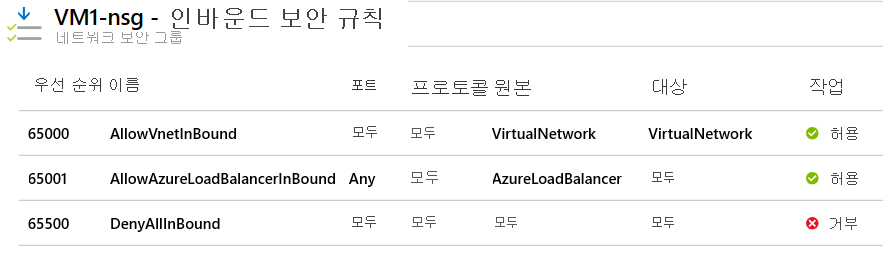 VM1-nsg - 인바운드 보안 규칙
네트워크 보안 그룹
우선 순위 이름 포트 프로토콜 원본 대상 작업
65000 AllowVnetInBound 모두 모두 VirtualNetwork VirtualNetwork 허용
65001 AllowAzureLoadBalancerInBound Any 모두 AzureLoadBalancer 모두 허용
65500 DenyAllInBound 모두 모두 모두 모두 거부